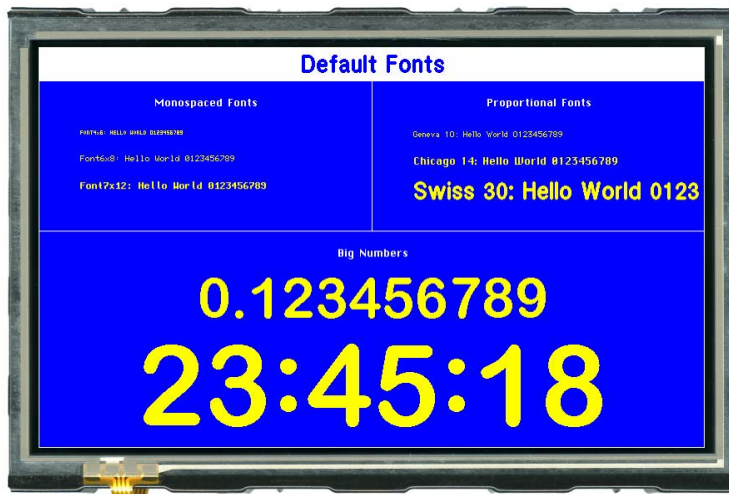 Default Fonts
Monospaced Fonts
FONT4x6: HELLO WORLD 0123456789
Font6x8: Hello World 0123456789
Font7x12: Hello World 0123456789
Proportional Fonts
Geneva 10: Hello World 0123456789
Chicago 14: Hello World 0123456789
Swiss 30: Hello World 0123
Big Numbers
0.123456789
23:45:18